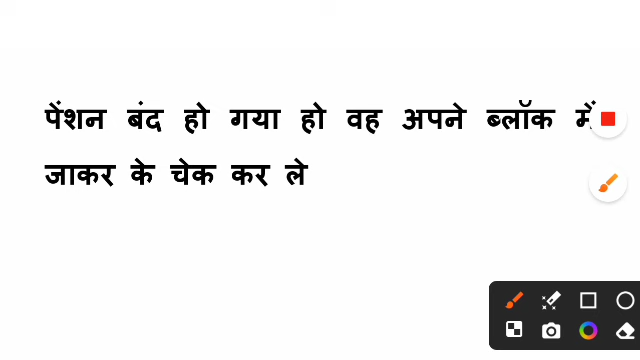 पेंशन बंद हो गया हो वह अपने ब्लॉक में
जाकर के चेक कर ले